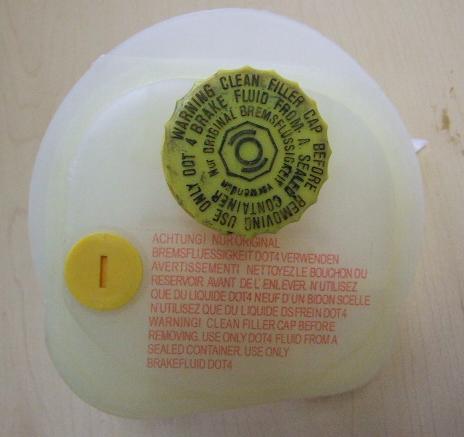 WARNING CLEAN FILLER CAP BEFORE REMOVING USE ONLY DOT 4 BRAKE FLUID FROM A SEALED CONTAINER
NUR ORIGINAL BREMSFLÜSSIGKEIT verwenden
ACHTUNG! NUR ORIGINAL
BREMSFLUESSIGKEIT DOT4 VERWENDEN
AVERTISSEMENT! NETTOYEZ LE BOUCHON DU
RESERVOIR AVANT DE L'ENLEVER. N'UTILISEZ
QUE DU LIQUIDE DOT4 NEUF D'UN BIDON SCELLE
N'UTILISEZ QUE DU LIQUIDE DS FREIN DOT4
WARNING! CLEAN FILLER CAP BEFORE
REMOVING. USE ONLY DOT4 FLUID FROM A
SEALED CONTAINER. USE ONLY
BRAKEFLUID DOT4